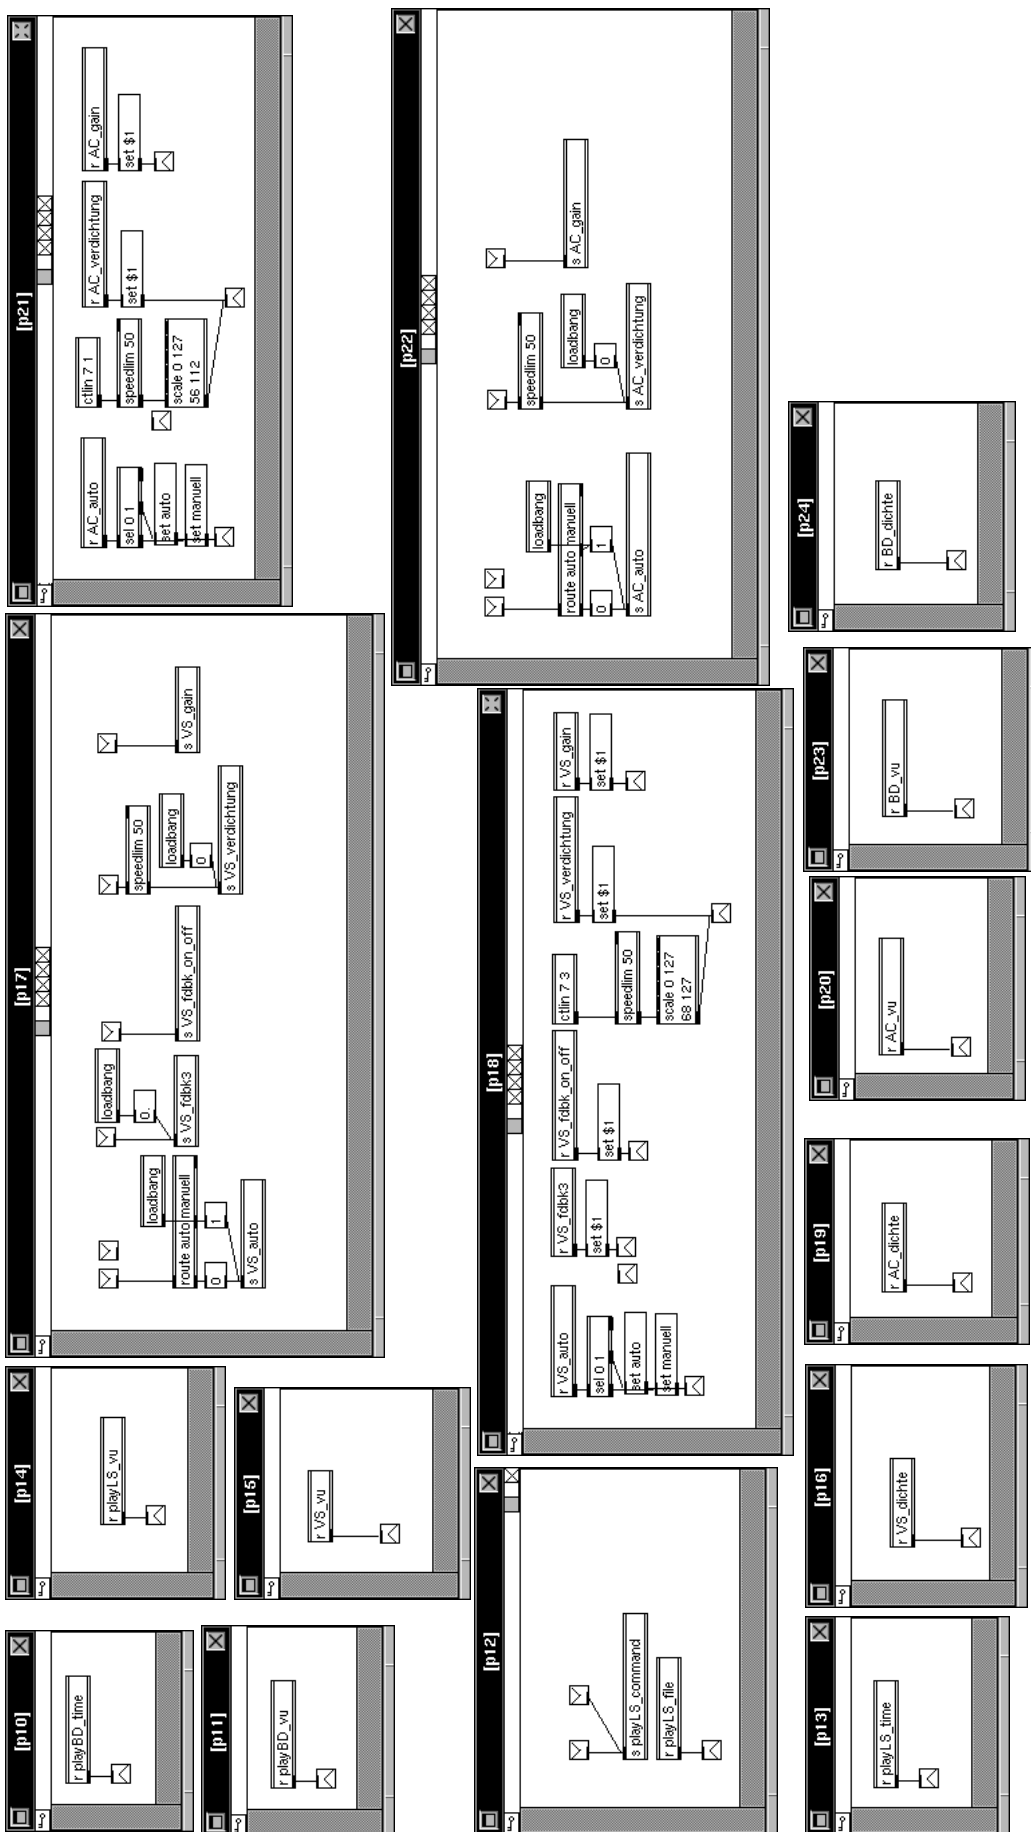 [p10]
r playBD_time
[p14]
r playLS_vu
[p17]
loadbang
route auto manuell
0
1
s VS_auto
loadbang
0.
s VS_fdbk3
s VS_fdbk_on_off
speedlim 50
loadbang
0
s VS_verdichtung
s VS_gain
[p21]
r AC_auto
sel 0 1
set auto
set manuell
ctlin 7 1
speedlim 50
scale 0 127
56 112
r AC_verdichtung
set $1
r AC_gain
set $1
[p11]
r playBD_vu
[p15]
r VS_vu
[p22]
loadbang
route auto manuell
0
1
s AC_auto
speedlim 50
loadbang
0
s AC_verdichtung
s AC_gain
[p12]
s playLS_command
r playLS_file
[p18]
r VS_auto
sel 0 1
set auto
set manuell
r VS_fdbk3
set $1
r VS_fdbk_on_off
set $1
ctlin 7 3
speedlim 50
scale 0 127
68 127
r VS_verdichtung
set $1
r VS_gain
set $1
[p13]
r playLS_time
[p16]
r VS_dichte
[p19]
r AC_dichte
[p20]
r AC_vu
[p23]
r BD_vu
[p24]
r BD_dichte